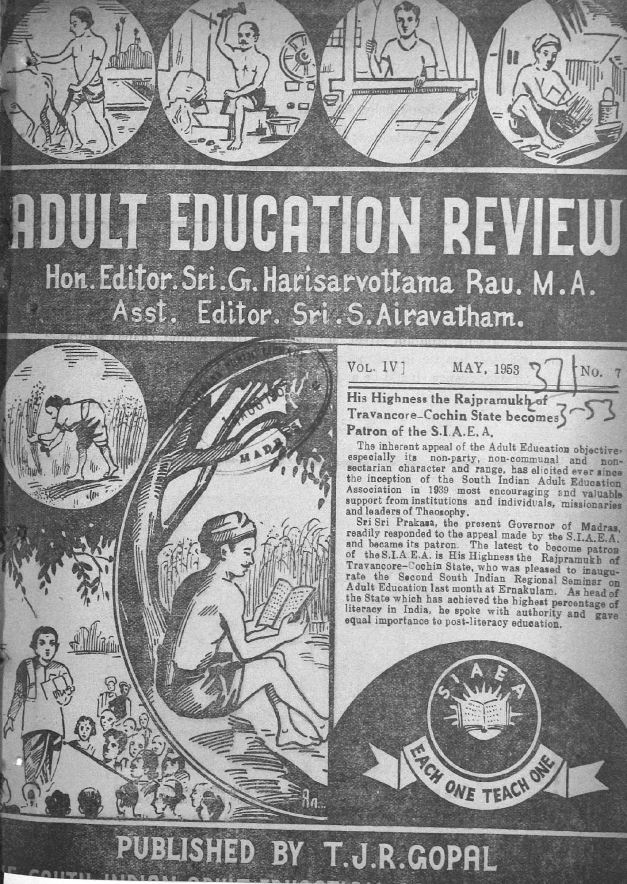 ADULT EDUCATION REVIEW
Hon. Editor. Sri. G. Harisarvottama Rau. M.A.
Asst. Editor. Sri. S. Airavatham.
VOL. IV] MAY, 1953 No. 7
37
3-53
His Highness the Rajpramukh of
Travancore-Cochin State becomes
Patron of the S.I.A.E.A.
The inherent appeal of the Adult Education objective-
especially its non-party, non-communal and non-
sectarian character and range, has elicited ever since
the inception of the South Indian Adult Education
Association in 1939 most encouraging and valuable
support from institutions and individuals, missionaries
and leaders of Theosophy.
Sri Sri Prakasa, the present Governor of Madras,
readily responded to the appeal made by the S.I.A.E.A.
and became its patron. The latest to become patron
of the S.I.A.E.A. is His Highness the Rajpramukh of
Travancore-Cochin State, who was pleased to inaugu-
rate the Second South Indian Regional Seminar on
Adult Education last month at Ernakulam. As head of
the State which has achieved the highest percentage of
literacy in India, he spoke with authority and gave
equal importance to post-literacy education.
SIAEA
EACH ONE TEACH ONE
PUBLISHED BY T.J.R. GOPAL
SOUTH INDIAN ADULT